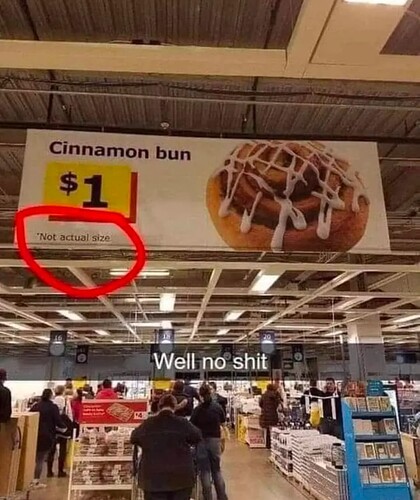 Cinnamon bun
$1
*Not actual size.
Well no shit